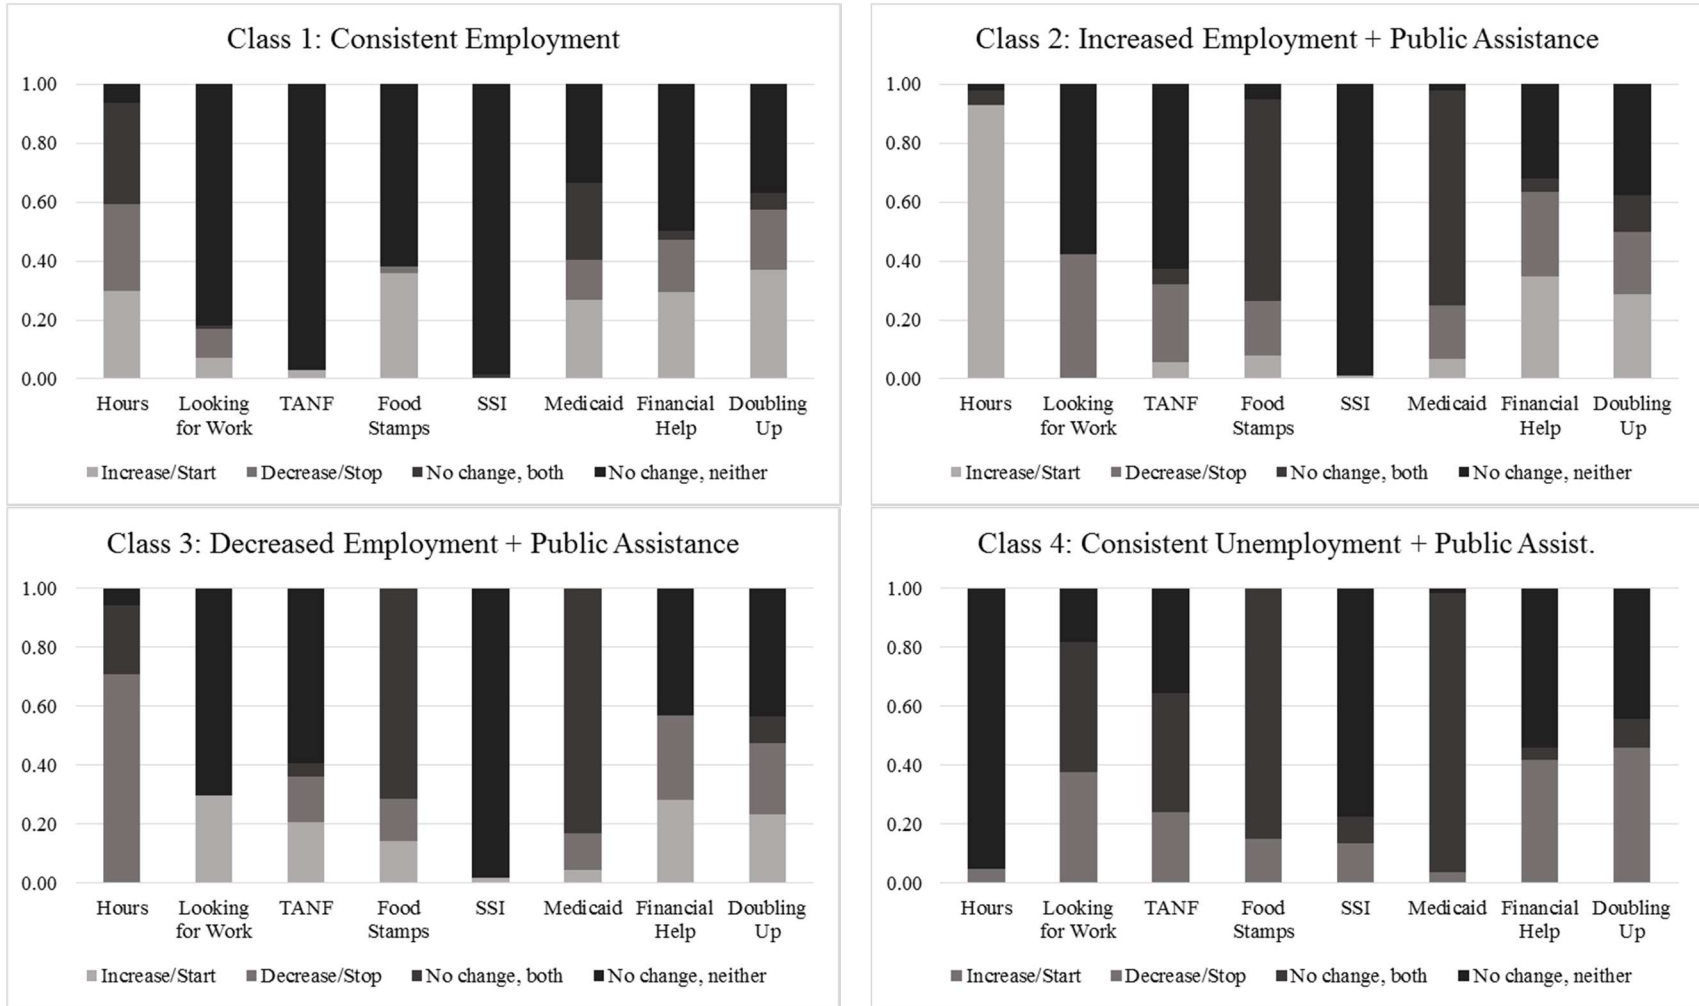 Class 1: Consistent Employment
1.00
0.80
0.60
0.40
0.20
0.00
Hours Looking for Work TANF Food Stamps SSI Medicaid Financial Help Doubling Up
Increase/Start Decrease/Stop No change, both No change, neither
Class 2: Increased Employment + Public Assistance
1.00
0.80
0.60
0.40
0.20
0.00
Hours Looking for Work TANF Food Stamps SSI Medicaid Financial Help Doubling Up
Increase/Start Decrease/Stop No change, both No change, neither
Class 3: Decreased Employment + Public Assistance
1.00
0.80
0.60
0.40
0.20
0.00
Hours Looking for Work TANF Food Stamps SSI Medicaid Financial Help Doubling Up
Increase/Start Decrease/Stop No change, both No change, neither
Class 4: Consistent Unemployment + Public Assist.
1.00
0.80
0.60
0.40
0.20
0.00
Hours Looking for Work TANF Food Stamps SSI Medicaid Financial Help Doubling Up
Increase/Start Decrease/Stop No change, both No change, neither